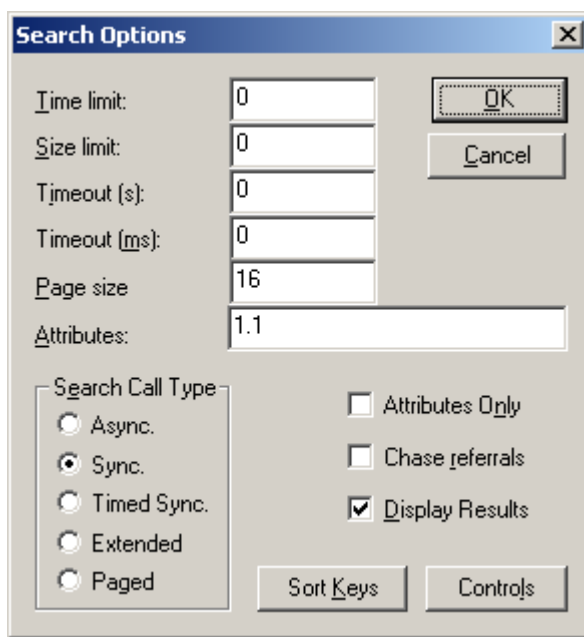 Search Options
Time limit: 0
OK
Size limit: 0
Cancel
Timeout (s): 0
Timeout (ms): 0
Page size 16
Attributes: 1.1
Search Call Type
Async.
Sync.
Timed Sync.
Extended
Paged
Attributes Only
Chase referrals
Display Results
Sort Keys
Controls